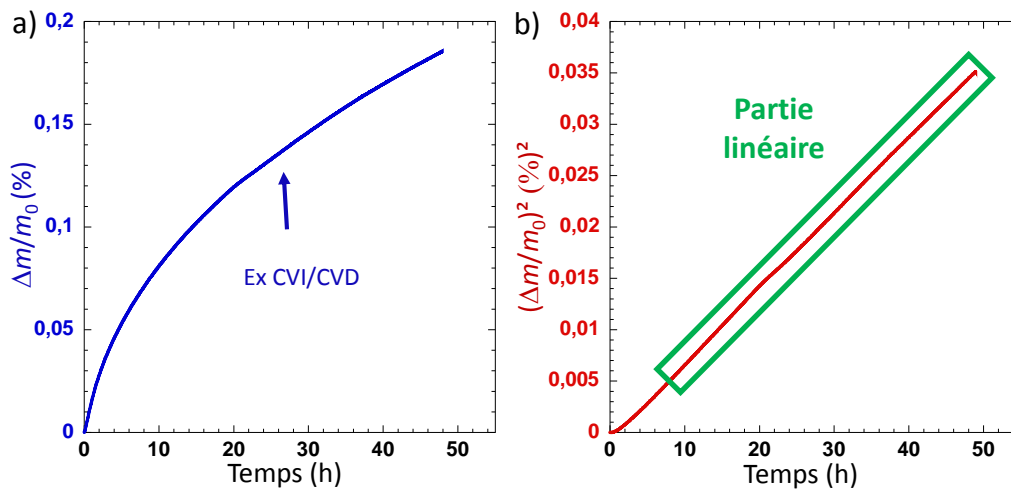 a)
0,2
0,15
0,1
0,05
0
Δm/m₀ (%)
Ex CVI/CVD
0 10 20 30 40 50
Temps (h)
b)
0,04
0,035
0,03
0,025
0,02
0,015
0,01
0,005
0
(Δm/m₀)² (%)²
Partie
linéaire
0 10 20 30 40 50
Temps (h)